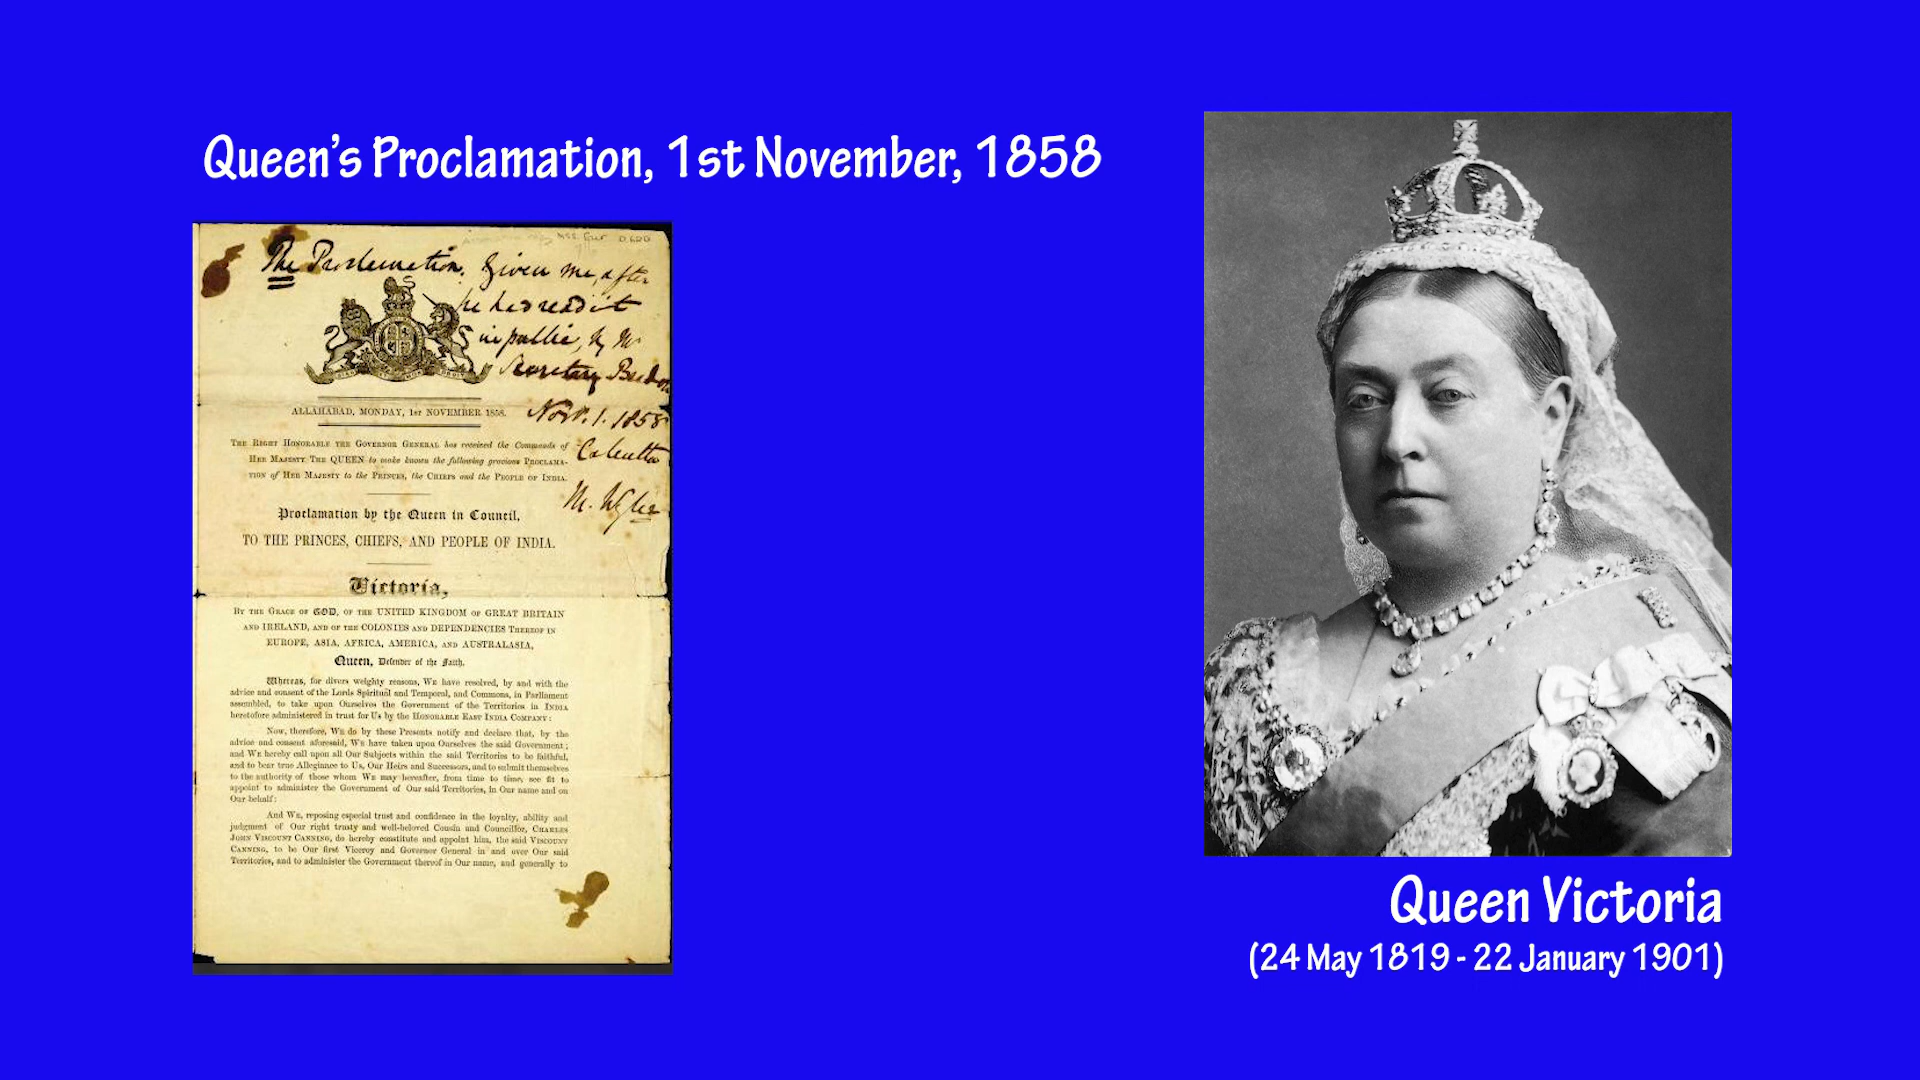 Queen's Proclamation, 1st November, 1858
The Proclamation. Given me, after
he had read it
in public, by Mr
Secretary Beadon
Nov. 1. 1858
Calcutta
ALLAHABAD, MONDAY, 1ST NOVEMBER 1858.
THE RIGHT HONORABLE THE GOVERNOR GENERAL has received the Commands of
HER MAJESTY THE QUEEN to make known the following gracious PROCLAMA-
TION of HER MAJESTY to the PRINCES, the CHIEFS and the PEOPLE OF INDIA.
Proclamation by the Queen in Council,
TO THE PRINCES, CHIEFS, AND PEOPLE OF INDIA.
Victoria,
BY THE GRACE OF GOD, OF THE UNITED KINGDOM OF GREAT BRITAIN
AND IRELAND, AND OF THE COLONIES AND DEPENDENCIES THEREOF IN
EUROPE, ASIA, AFRICA, AMERICA, AND AUSTRALASIA,
Queen, Defender of the Faith.
Whereas, for divers weighty reasons, WE have resolved, by and with the
advice and consent of the Lords Spiritual and Temporal, and Commons, in Parliament
assembled, to take upon Ourselves the Government of the Territories in INDIA
heretofore administered in trust for Us by the HONORABLE EAST INDIA COMPANY:
Now, therefore, WE do by these Presents notify and declare that, by the
advice and consent aforesaid, WE have taken upon Ourselves the said Government;
and WE hereby call upon all Our Subjects within the said Territories to be faithful,
and to bear true Allegiance to Us, Our Heirs and Successors, and to submit themselves
to the authority of those whom WE may hereafter, from time to time, see fit to
appoint to administer the Government of Our said Territories, in Our name and on
Our behalf:
And WE, reposing especial trust and confidence in the loyalty, ability and
judgment of Our right trusty and well-beloved Cousin and Councillor, CHARLES
JOHN VISCOUNT CANNING, do hereby constitute and appoint him, the said VISCOUNT
CANNING, to be Our first Viceroy and Governor General in and over Our said
Territories, and to administer the Government thereof in Our name, and generally to
Queen Victoria
(24 May 1819 - 22 January 1901)